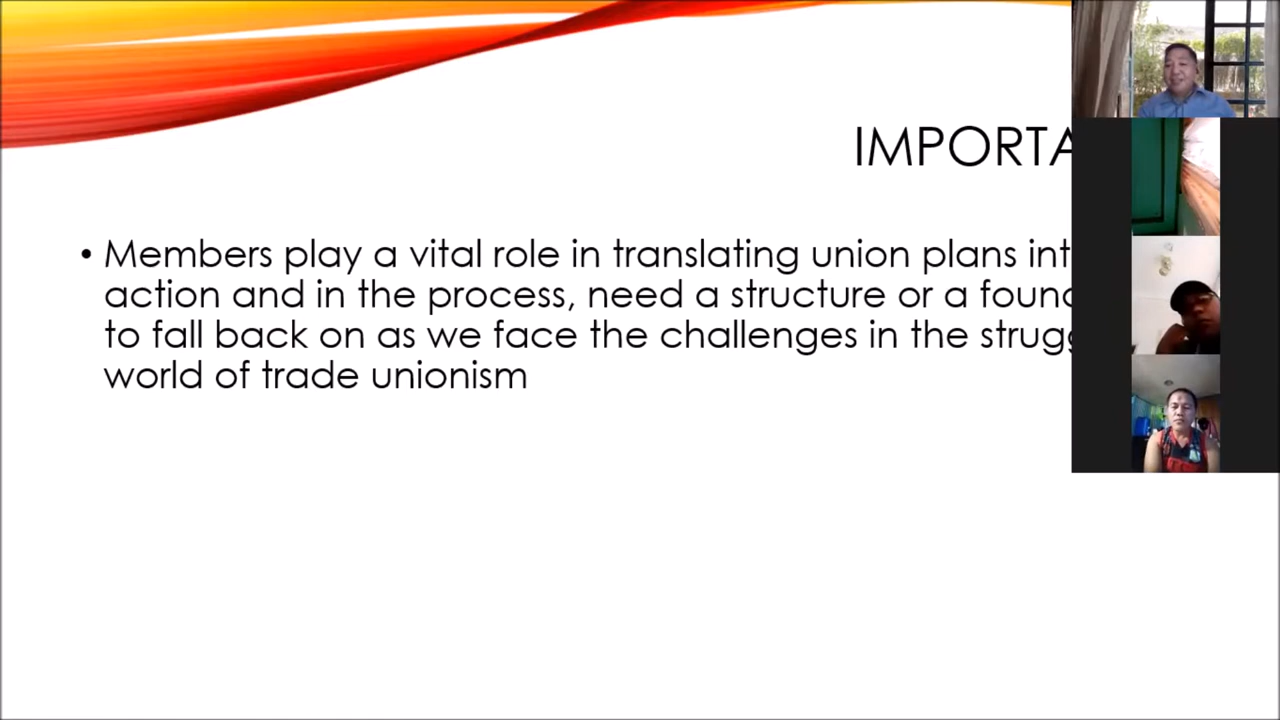 IMPORTA
• Members play a vital role in translating union plans int
action and in the process, need a structure or a found
to fall back on as we face the challenges in the strugg
world of trade unionism